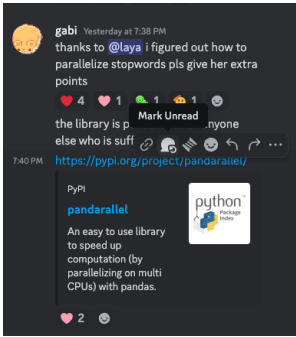 gabi Yesterday at 7:38 PM
thanks to @laya i figured out how to
parallelize stopwords pls give her extra
points
4 1 1 1
Mark Unread
the library is p nyone
else who is suff
7:40 PM https://pypi.org/project/pandarallel/
PyPI
pandarallel
python
Package
Index
An easy to use library
to speed up
computation (by
parallelizing on multi
CPUs) with pandas.
2